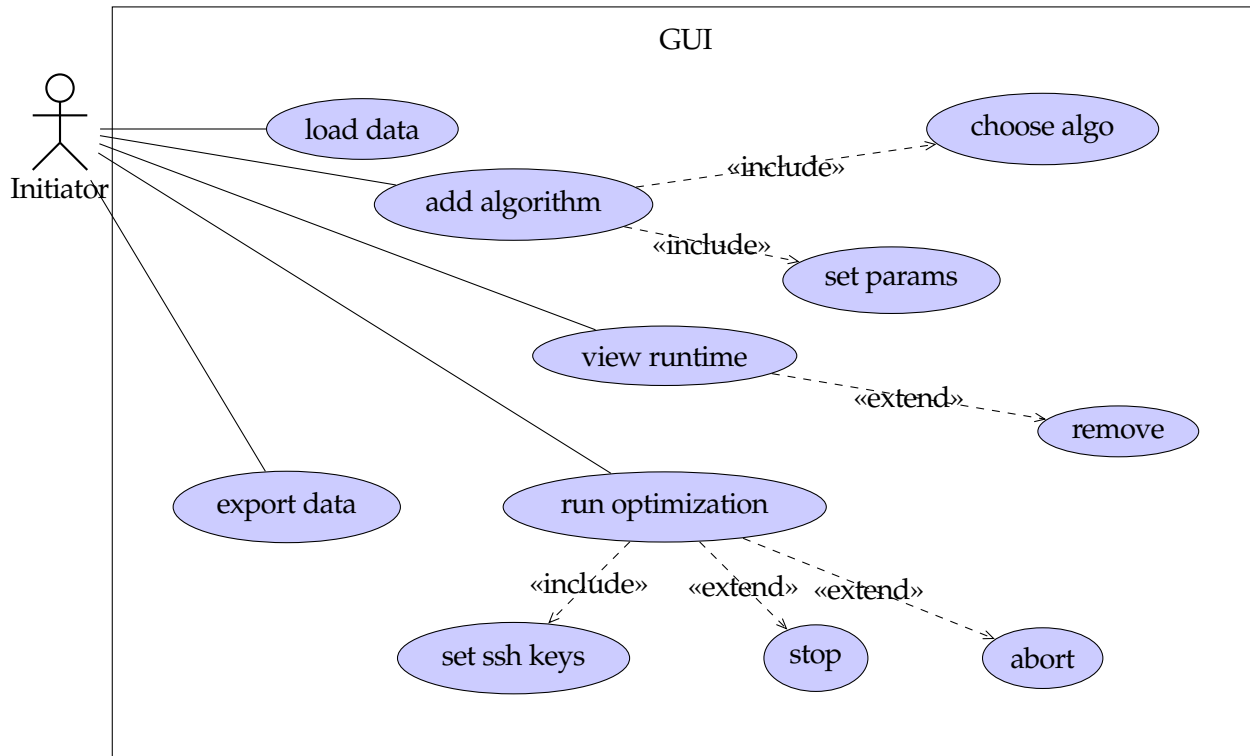 GUI
load data
choose algo
«include»
Initiator
add algorithm
«include»
set params
view runtime
«extend»
remove
export data
run optimization
«include»
«extend»
«extend»
set ssh keys
stop
abort